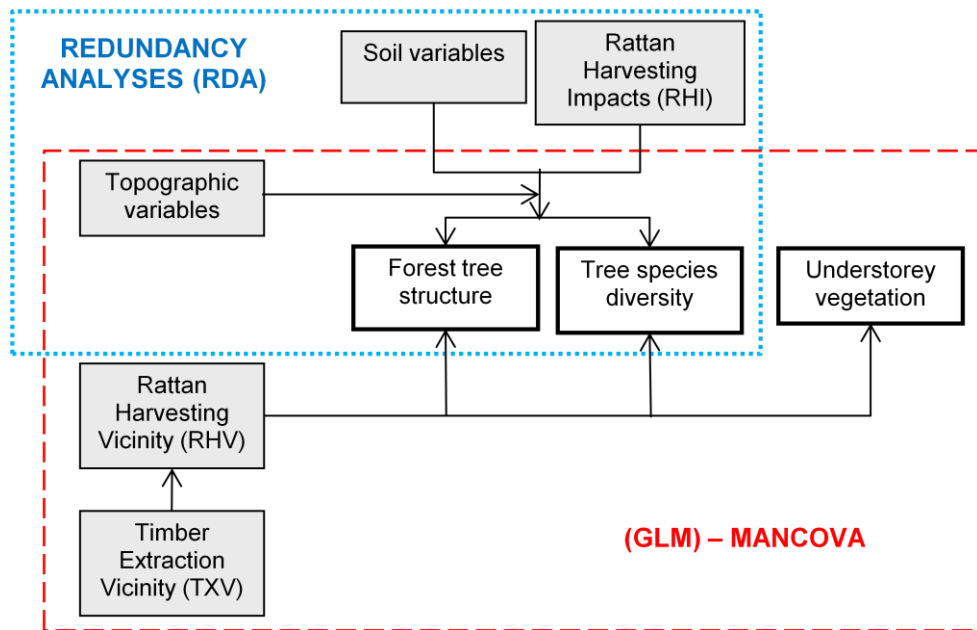 REDUNDANCY
ANALYSES (RDA)
Soil variables
Rattan
Harvesting
Impacts (RHI)
Topographic
variables
Forest tree
structure
Tree species
diversity
Understorey
vegetation
Rattan
Harvesting
Vicinity (RHV)
Timber
Extraction
Vicinity (TXV)
(GLM) – MANCOVA